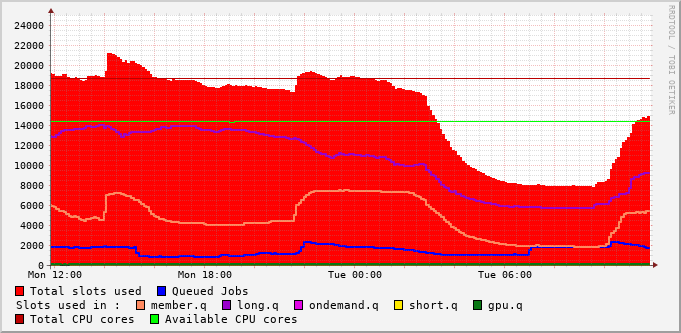 24000
22000
20000
18000
16000
14000
12000
10000
8000
6000
4000
2000
0
Mon 12:00 Mon 18:00 Tue 00:00 Tue 06:00
Total slots used Queued Jobs
Slots used in : member.q long.q ondemand.q short.q gpu.q
Total CPU cores Available CPU cores
RRDTOOL / TOBI OETIKER